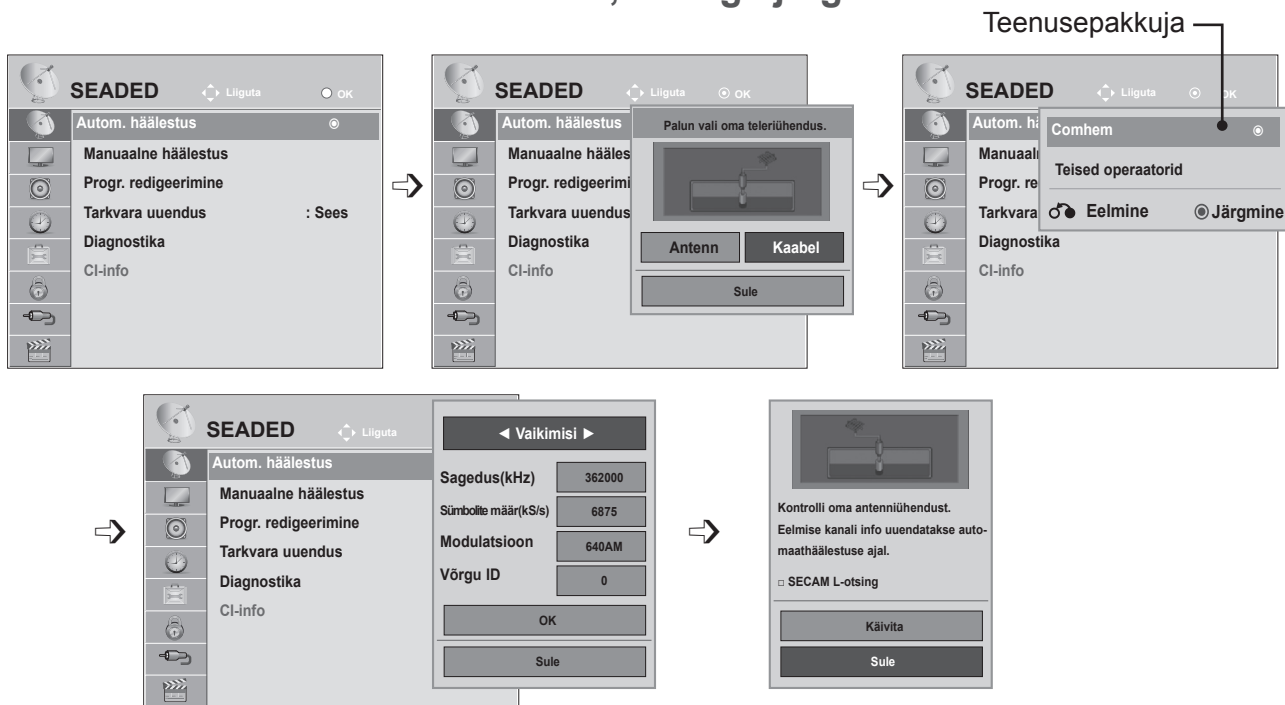 Teenusepakkuja
SEADED Liiguta OK
Autom. häälestus
Manuaalne häälestus
Progr. redigeerimine
Tarkvara uuendus : Sees
Diagnostika
CI-info
SEADED Liiguta OK
Autom. häälestus
Manuaalne hääles
Progr. redigeerimi
Tarkvara uuendus
Diagnostika
CI-info
Palun vali oma teleriühendus.
Antenn Kaabel
Sule
SEADED Liiguta OK
Autom. hä
Manuaal
Progr. re
Tarkvara
Diagnostika
CI-info
Comhem
Teised operaatorid
Eelmine Järgmine
SEADED Liiguta
Autom. häälestus
Manuaalne häälestus
Progr. redigeerimine
Tarkvara uuendus
Diagnostika
CI-info
◄ Vaikimisi ►
Sagedus(kHz) 362000
Sümbolite määr(kS/s) 6875
Modulatsioon 640AM
Võrgu ID 0
OK
Sule
Kontrolli oma antenniühendust.
Eelmise kanali info uuendatakse auto-
maathäälestuse ajal.
□ SECAM L-otsing
Käivita
Sule